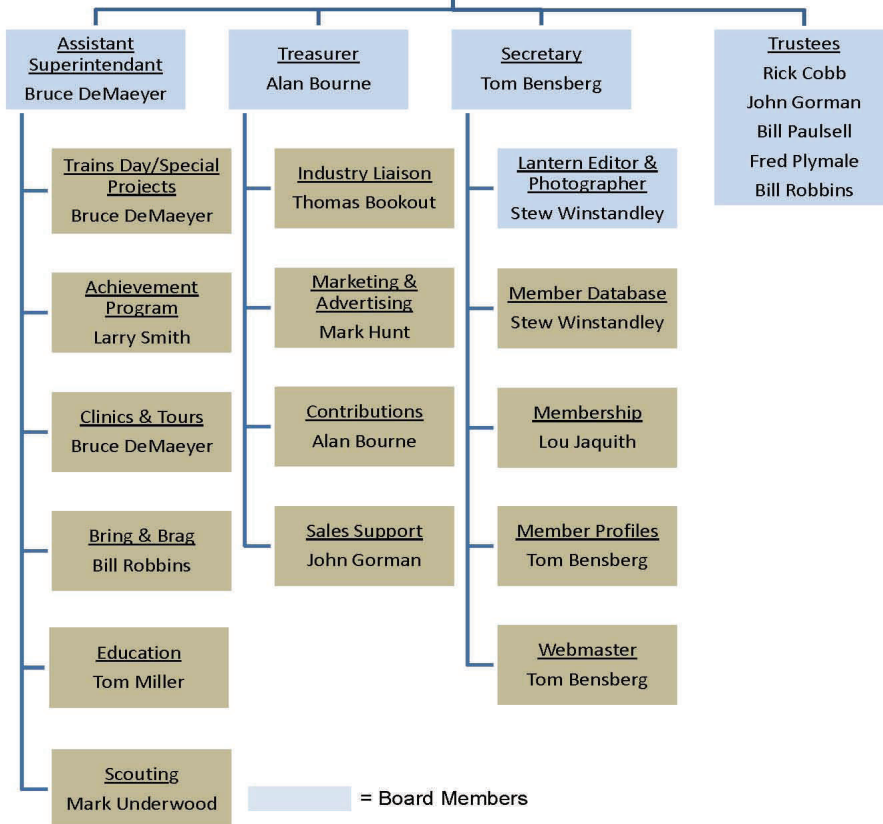 Assistant
Superintendant
Bruce DeMaeyer
Trains Day/Special
Projects
Bruce DeMaeyer
Achievement
Program
Larry Smith
Clinics & Tours
Bruce DeMaeyer
Bring & Brag
Bill Robbins
Education
Tom Miller
Scouting
Mark Underwood
Treasurer
Alan Bourne
Industry Liaison
Thomas Bookout
Marketing &
Advertising
Mark Hunt
Contributions
Alan Bourne
Sales Support
John Gorman
Secretary
Tom Bensberg
Lantern Editor &
Photographer
Stew Winstandley
Member Database
Stew Winstandley
Membership
Lou Jaquith
Member Profiles
Tom Bensberg
Webmaster
Tom Bensberg
Trustees
Rick Cobb
John Gorman
Bill Paulsell
Fred Plymale
Bill Robbins
= Board Members